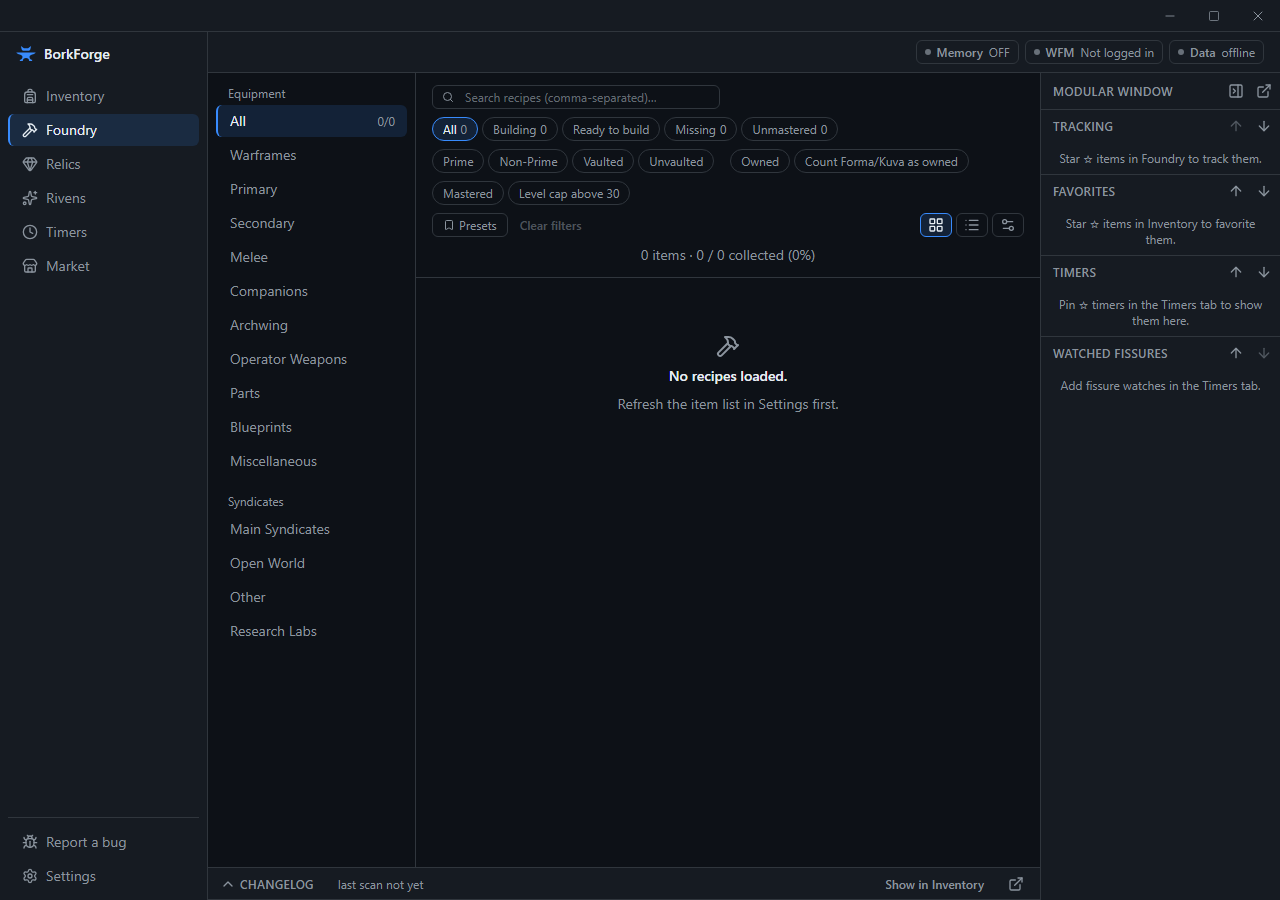 BorkForge
Memory OFF
WFM Not logged in
Data offline
Inventory
Foundry
Relics
Rivens
Timers
Market
Report a bug
Settings
Equipment
All 0/0
Warframes
Primary
Secondary
Melee
Companions
Archwing
Operator Weapons
Parts
Blueprints
Miscellaneous
Syndicates
Main Syndicates
Open World
Other
Research Labs
Search recipes (comma-separated)...
All 0 Building 0 Ready to build Missing 0 Unmastered 0
Prime Non-Prime Vaulted Unvaulted Owned Count Forma/Kuva as owned
Mastered Level cap above 30
Presets Clear filters
0 items · 0 / 0 collected (0%)
No recipes loaded.
Refresh the item list in Settings first.
MODULAR WINDOW
TRACKING
Star ☆ items in Foundry to track them.
FAVORITES
Star ☆ items in Inventory to favorite
them.
TIMERS
Pin ☆ timers in the Timers tab to show
them here.
WATCHED FISSURES
Add fissure watches in the Timers tab.
CHANGELOG last scan not yet Show in Inventory